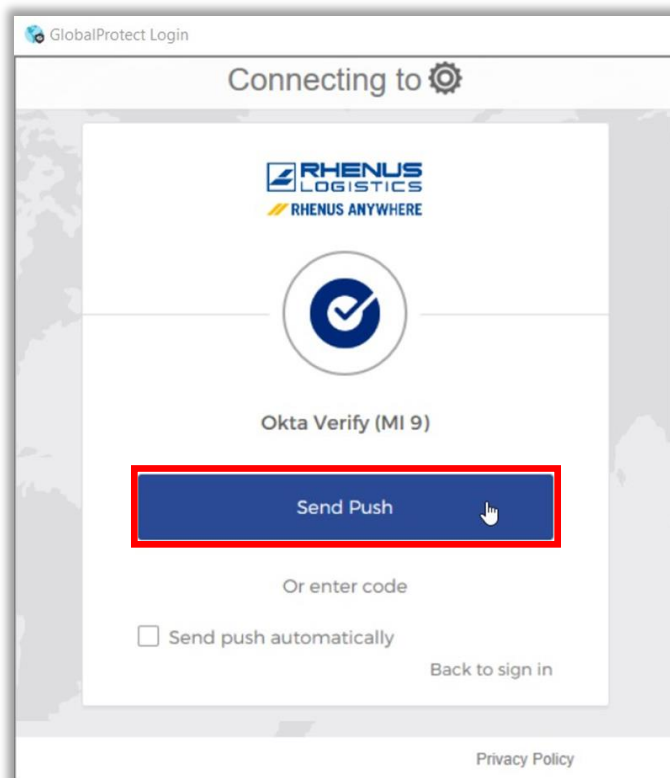 GlobalProtect Login
Connecting to
RHENUS
LOGISTICS
RHENUS ANYWHERE
Okta Verify (MI 9)
Send Push
Or enter code
Send push automatically
Back to sign in
Privacy Policy